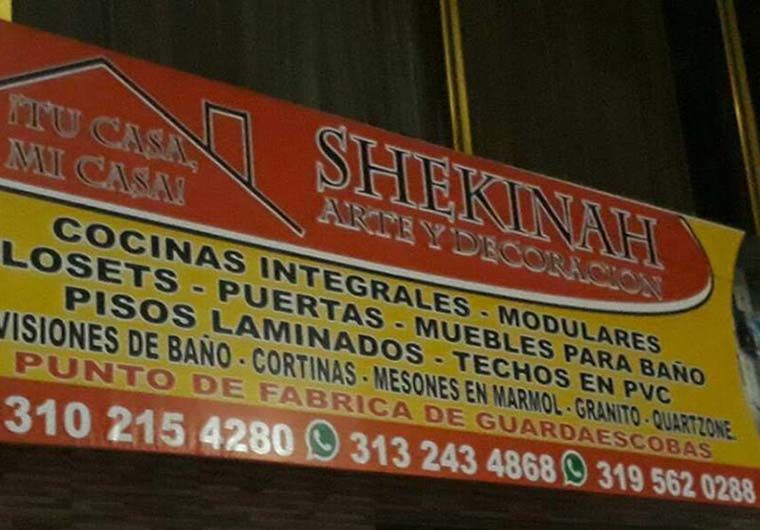 ¡TU CASA,
MI CASA!
SHEKINAH
ARTE Y DECORACION
COCINAS INTEGRALES - MODULARES
LOSETS - PUERTAS - MUEBLES PARA BAÑO
PISOS LAMINADOS - TECHOS EN PVC
VISIONES DE BAÑO - CORTINAS - MESONES EN MARMOL - GRANITO - QUARTZONE.
PUNTO DE FABRICA DE GUARDAESCOBAS
310 215 4280 313 243 4868 319 562 0288